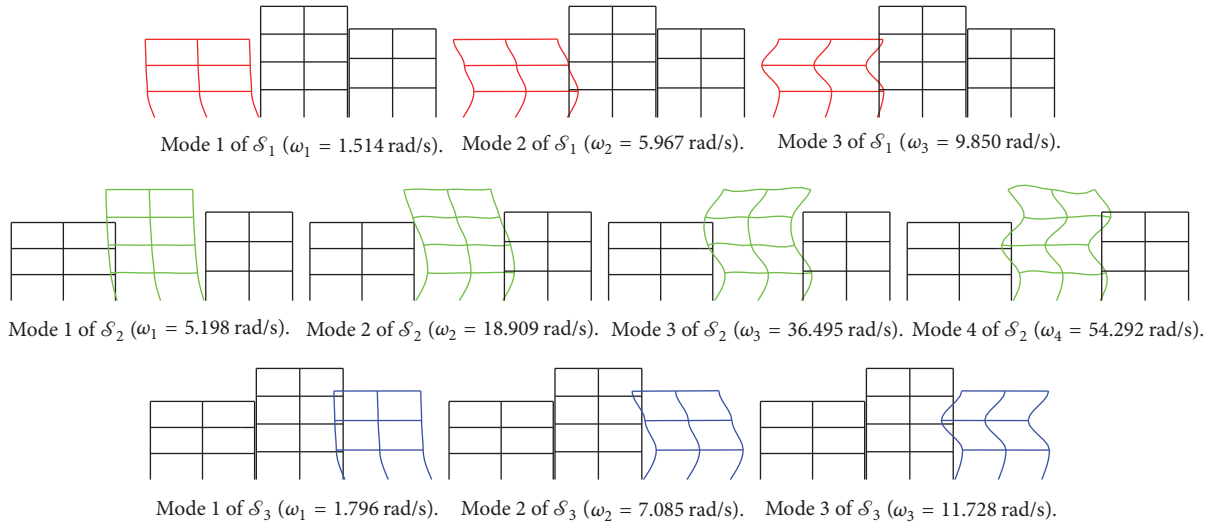 Mode 1 of 𝒮₁ (ω₁ = 1.514 rad/s). Mode 2 of 𝒮₁ (ω₂ = 5.967 rad/s). Mode 3 of 𝒮₁ (ω₃ = 9.850 rad/s).
Mode 1 of 𝒮₂ (ω₁ = 5.198 rad/s). Mode 2 of 𝒮₂ (ω₂ = 18.909 rad/s). Mode 3 of 𝒮₂ (ω₃ = 36.495 rad/s). Mode 4 of 𝒮₂ (ω₄ = 54.292 rad/s).
Mode 1 of 𝒮₃ (ω₁ = 1.796 rad/s). Mode 2 of 𝒮₃ (ω₂ = 7.085 rad/s). Mode 3 of 𝒮₃ (ω₃ = 11.728 rad/s).